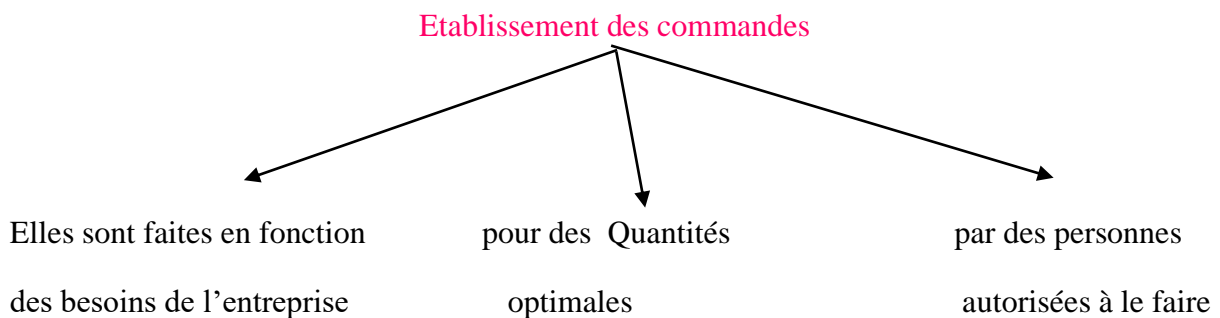 Etablissement des commandes
Elles sont faites en fonction
des besoins de l’entreprise
pour des Quantités
optimales
par des personnes
autorisées à le faire